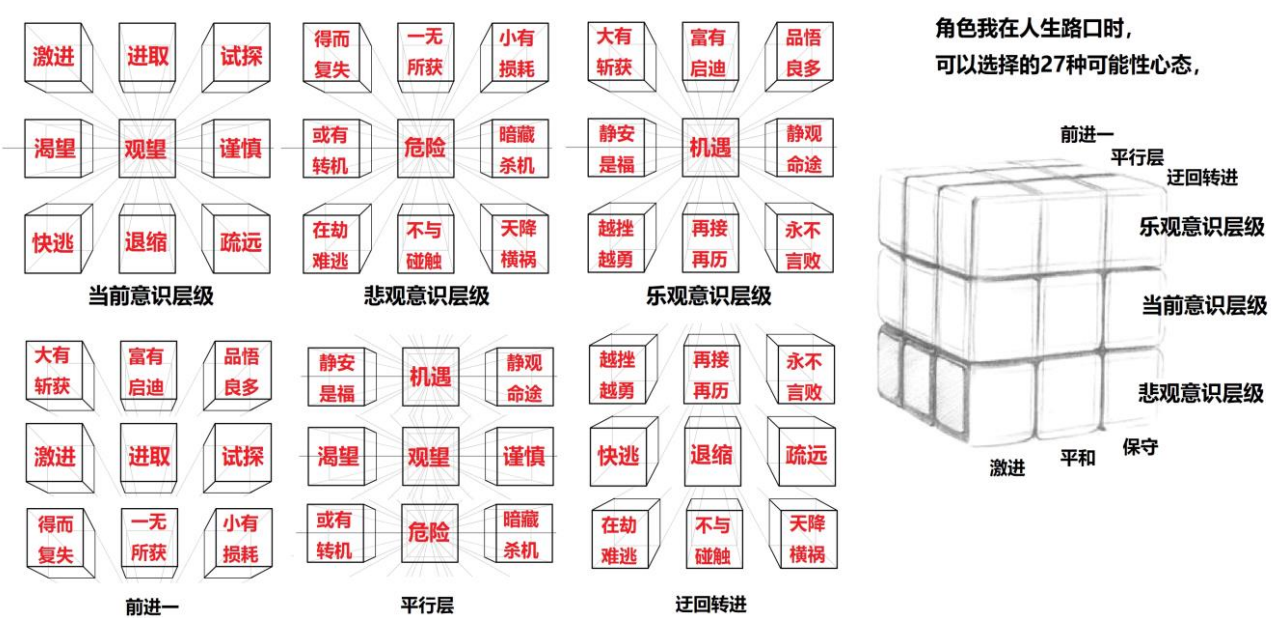 激进 进取 试探
渴望 观望 谨慎
快逃 退缩 疏远
当前意识层级
得而复失 一无所获 小有损耗
或有转机 危险 暗藏杀机
在劫难逃 不与碰触 天降横祸
悲观意识层级
大有斩获 富有启迪 品悟良多
静安是福 机遇 静观命途
越挫越勇 再接再历 永不言败
乐观意识层级
角色我在人生路口时，
可以选择的27种可能性心态，
前进一
平行层
迂回转进
乐观意识层级
当前意识层级
悲观意识层级
激进 平和 保守
大有斩获 富有启迪 品悟良多
激进 进取 试探
得而复失 一无所获 小有损耗
前进一
静安是福 机遇 静观命途
渴望 观望 谨慎
或有转机 危险 暗藏杀机
平行层
越挫越勇 再接再历 永不言败
快逃 退缩 疏远
在劫难逃 不与碰触 天降横祸
迂回转进